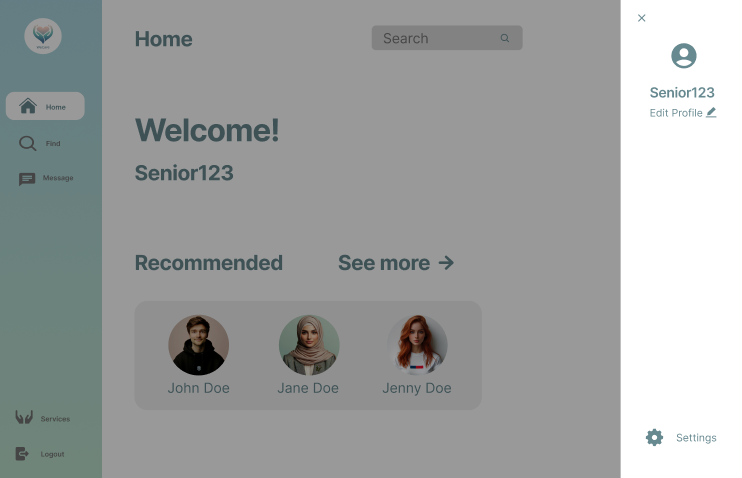 WeCare
Home
Find
Message
Services
Logout
Home
Search
Welcome!
Senior123
Recommended
See more
John Doe
Jane Doe
Jenny Doe
Senior123
Edit Profile
Settings